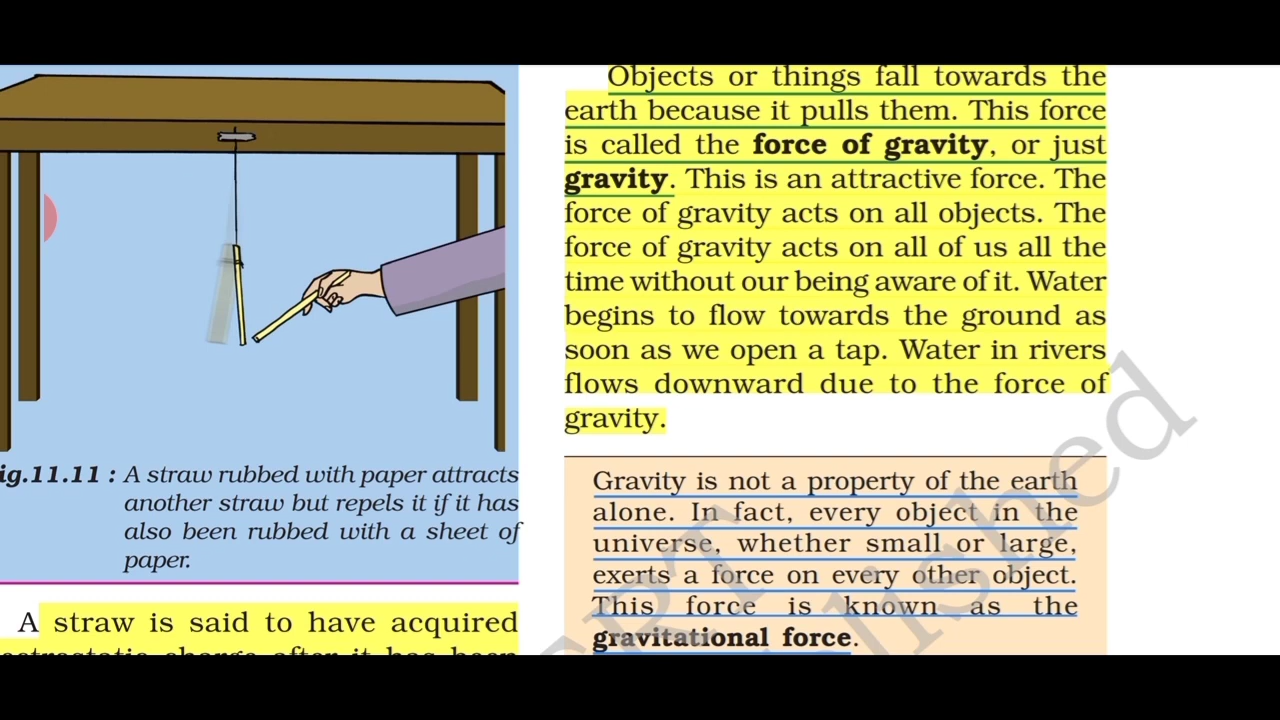 ig.11.11 : A straw rubbed with paper attracts
another straw but repels it if it has
also been rubbed with a sheet of
paper.
A straw is said to have acquired
Objects or things fall towards the
earth because it pulls them. This force
is called the force of gravity, or just
gravity. This is an attractive force. The
force of gravity acts on all objects. The
force of gravity acts on all of us all the
time without our being aware of it. Water
begins to flow towards the ground as
soon as we open a tap. Water in rivers
flows downward due to the force of
gravity.
Gravity is not a property of the earth
alone. In fact, every object in the
universe, whether small or large,
exerts a force on every other object.
This force is known as the
gravitational force.